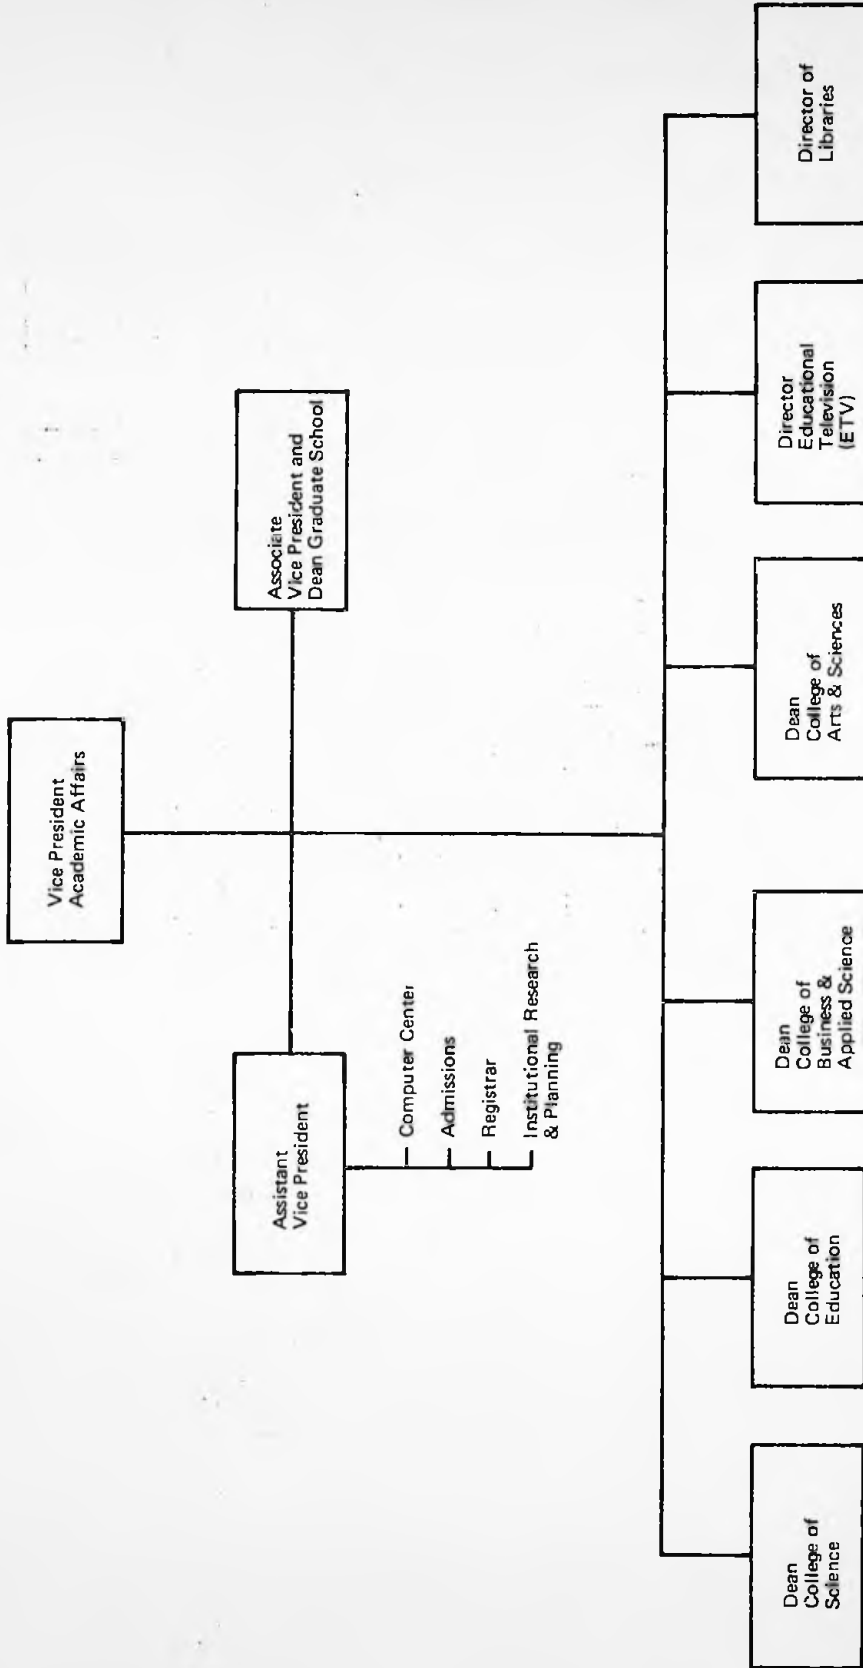 Vice President
Academic Affairs
Assistant
Vice President
Associate
Vice President and
Dean Graduate School
Computer Center
Admissions
Registrar
Institutional Research
& Planning
Dean
College of
Science
Dean
College of
Education
Dean
College of
Business &
Applied Science
Dean
College of
Arts & Sciences
Director
Educational
Television
(ETV)
Director of
Libraries